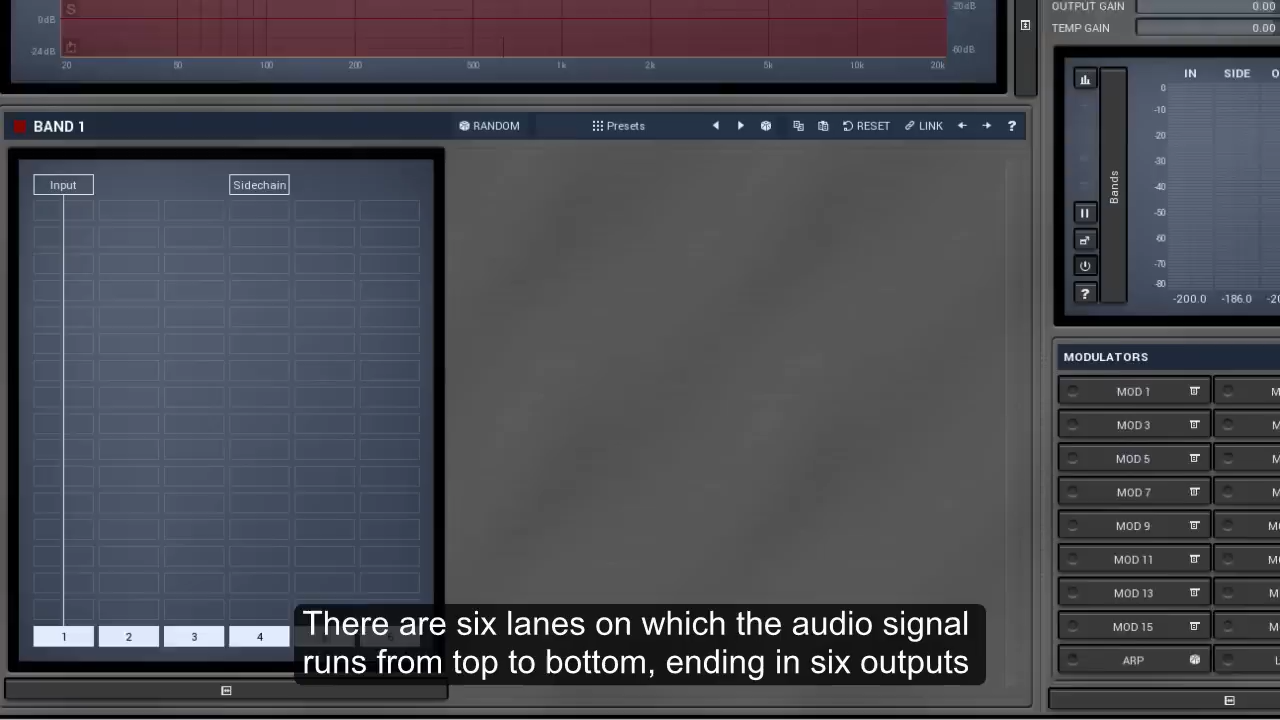 OUTPUT GAIN 0.00
TEMP GAIN 0.00
0dB S -20dB
-24 dB -60dB
20 50 100 200 500 1k 2k 5k 10k 20k
BAND 1 RANDOM Presets RESET LINK ?
Input Sidechain
1 2 3 4
Bands
?
IN SIDE
0
-10
-20
-30
-40
-50
-60
-70
-80
-200.0 -186.0
MODULATORS
MOD 1
MOD 3
MOD 5
MOD 7
MOD 9
MOD 11
MOD 13
MOD 15
ARP
There are six lanes on which the audio signal
runs from top to bottom, ending in six outputs